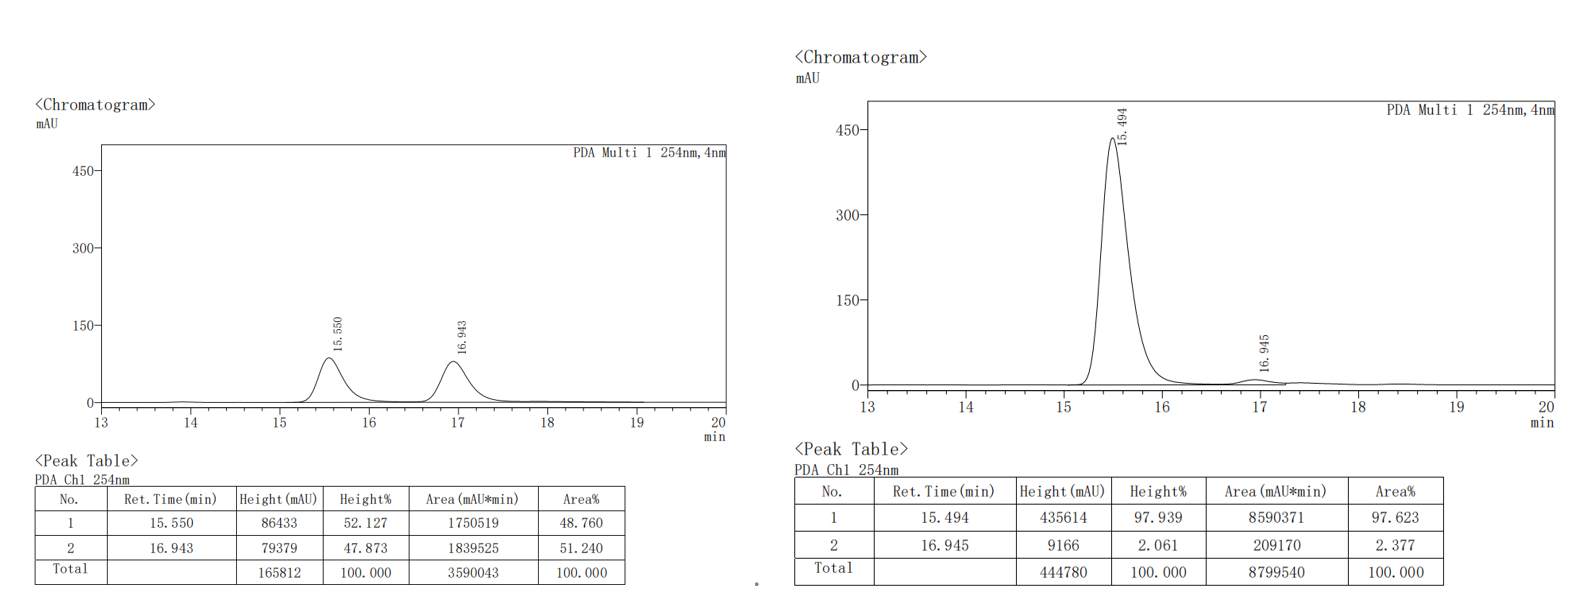 <Chromatogram>
mAU
PDA Multi 1 254nm,4nm
450
300
150
0
15.550
16.943
13 14 15 16 17 18 19 20
min
<Peak Table>
PDA Ch1 254nm
No. Ret.Time(min) Height(mAU) Height% Area(mAU*min) Area%
1 15.550 86433 52.127 1750519 48.760
2 16.943 79379 47.873 1839525 51.240
Total 165812 100.000 3590043 100.000
<Chromatogram>
mAU
PDA Multi 1 254nm,4nm
450
300
150
0
15.494
16.945
13 14 15 16 17 18 19 20
min
<Peak Table>
PDA Ch1 254nm
No. Ret.Time(min) Height(mAU) Height% Area(mAU*min) Area%
1 15.494 435614 97.939 8590371 97.623
2 16.945 9166 2.061 209170 2.377
Total 444780 100.000 8799540 100.000